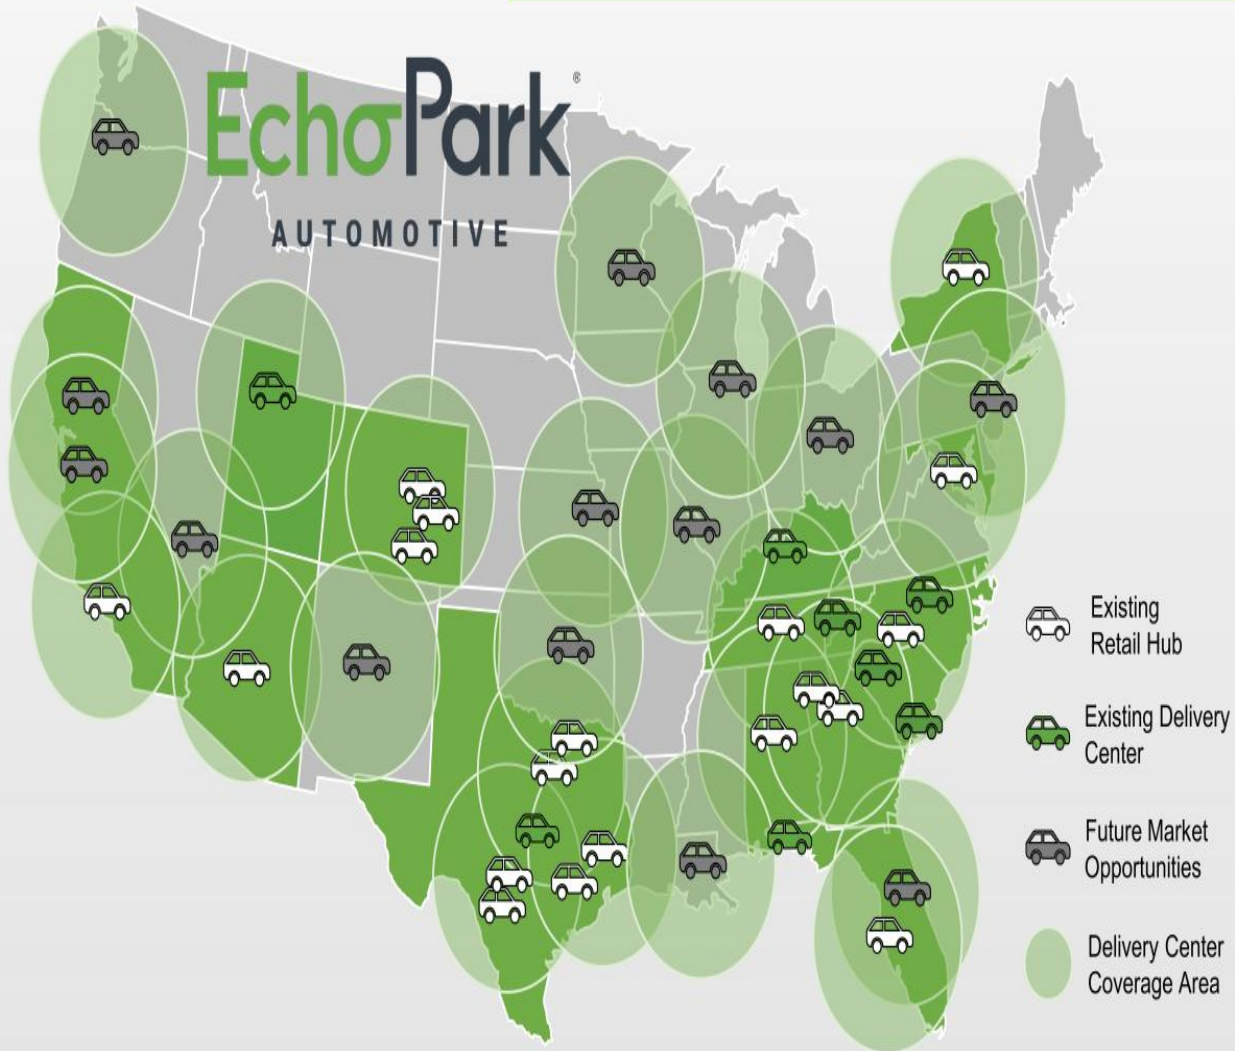 EchoPark®
AUTOMOTIVE
Existing
Retail Hub
Existing Delivery
Center
Future Market
Opportunities
Delivery Center
Coverage Area